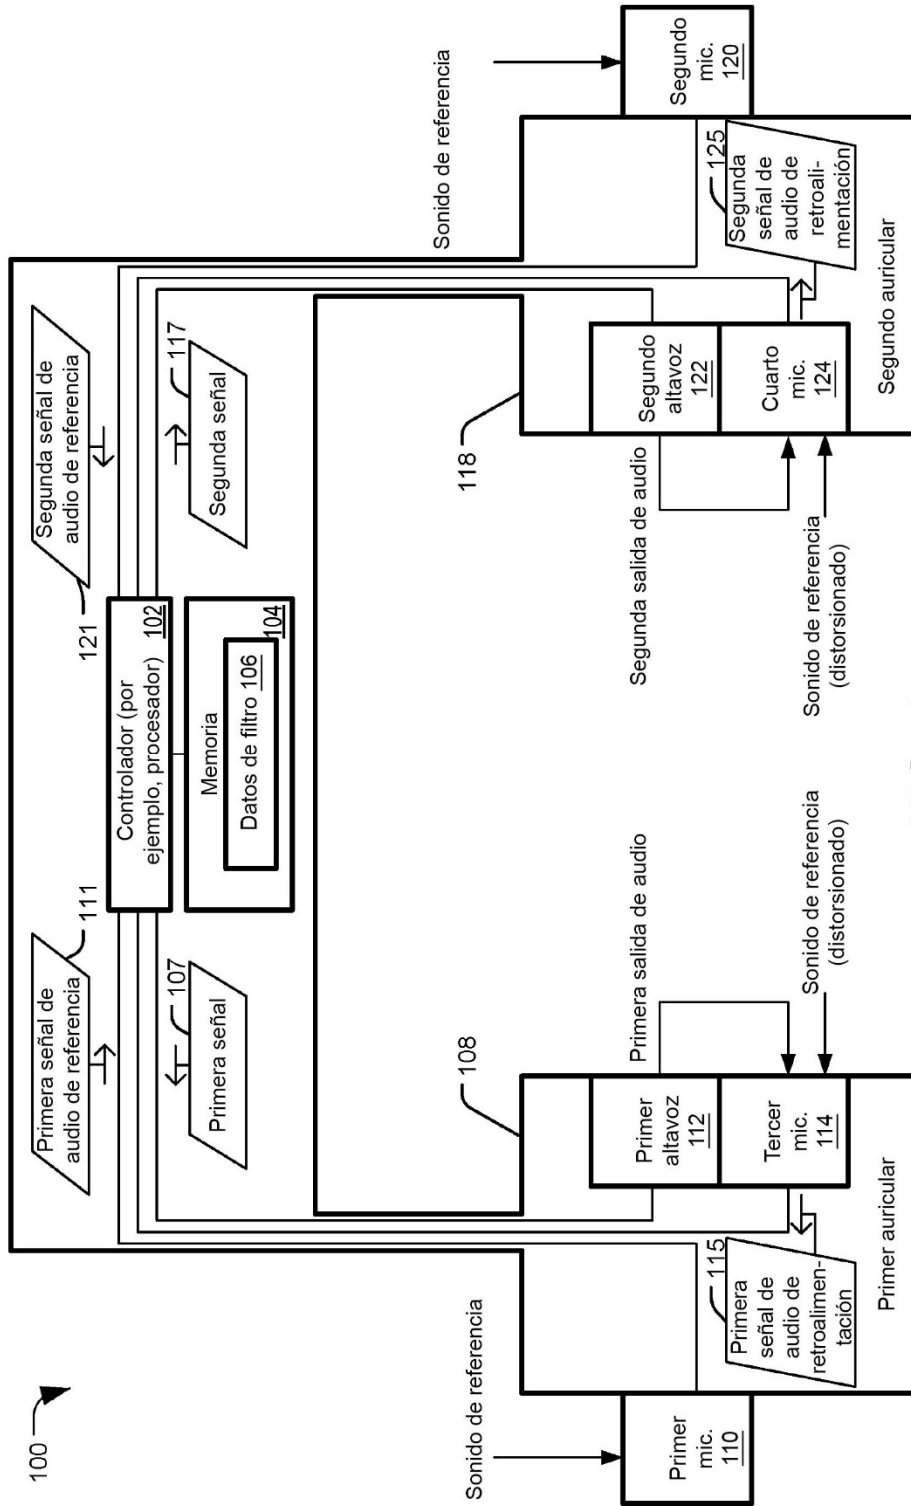 100
Primera señal de
audio de referencia
111
Segunda señal de
audio de referencia
121
Controlador (por
ejemplo, procesador)
102
Primera señal
107
Memoria
104
Datos de filtro 106
Segunda señal
117
Sonido de referencia
108
118
Sonido de referencia
Primer
mic.
110
Primera
señal de
audio de
retroalimen-
tación
115
Primer
altavoz
112
Tercer
mic.
114
Primer auricular
Primera salida de audio
Sonido de referencia
(distorsionado)
Segunda salida de audio
Sonido de referencia
(distorsionado)
Segundo
altavoz
122
Cuarto
mic.
124
Segunda
señal de
audio de
retroali-
mentación
125
Segundo auricular
Segundo
mic.
120